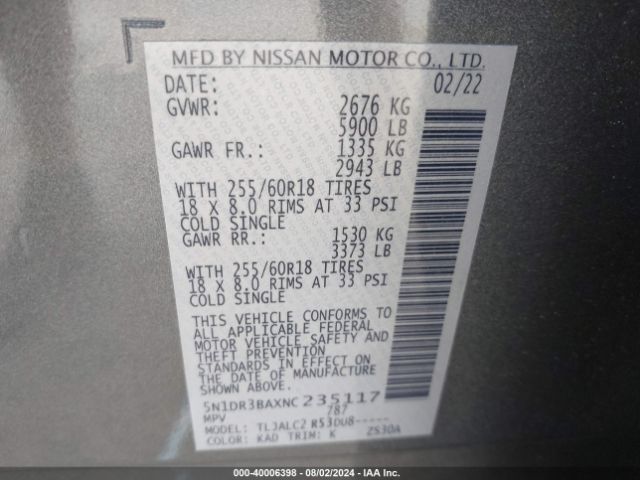 MFD BY NISSAN MOTOR CO., LTD.
DATE: 02/22
GVWR: 2676 KG
5900 LB
GAWR FR.: 1335 KG
2943 LB
WITH 255/60R18 TIRES
18 X 8.0 RIMS AT 33 PSI
COLD SINGLE
GAWR RR.: 1530 KG
3373 LB
WITH 255/60R18 TIRES
18 X 8.0 RIMS AT 33 PSI
COLD SINGLE
THIS VEHICLE CONFORMS TO
ALL APPLICABLE FEDERAL
MOTOR VEHICLE SAFETY AND
THEFT PREVENTION
STANDARDS IN EFFECT ON
THE DATE OF MANUFACTURE
SHOWN ABOVE.
5N1DR3BAXNC235117
MPV 787
MODEL: TLJALC2 R53DU8-----
COLOR: KAD TRIM: K ZS30A
000-40006398 - 08/02/2024 - IAA Inc.